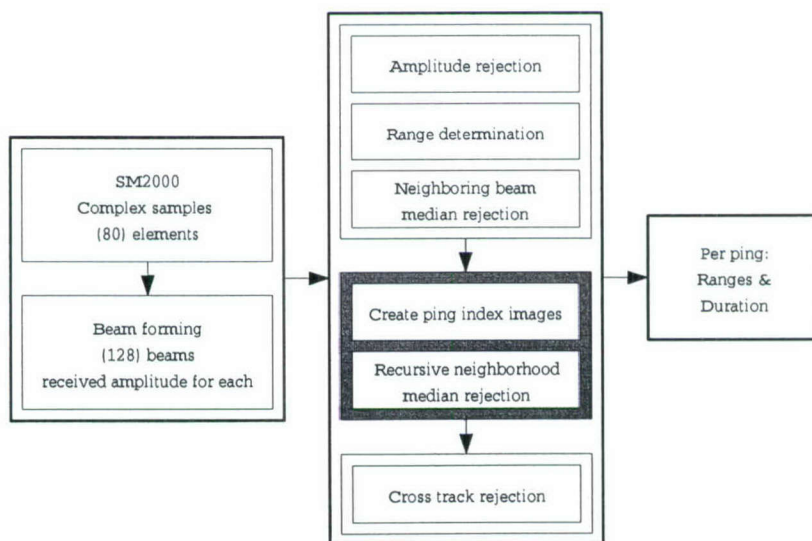 SM2000
Complex samples
(80) elements
Beam forming
(128) beams
received amplitude for each
Amplitude rejection
Range determination
Neighboring beam
median rejection
Create ping index images
Recursive neighborhood
median rejection
Cross track rejection
Per ping:
Ranges &
Duration